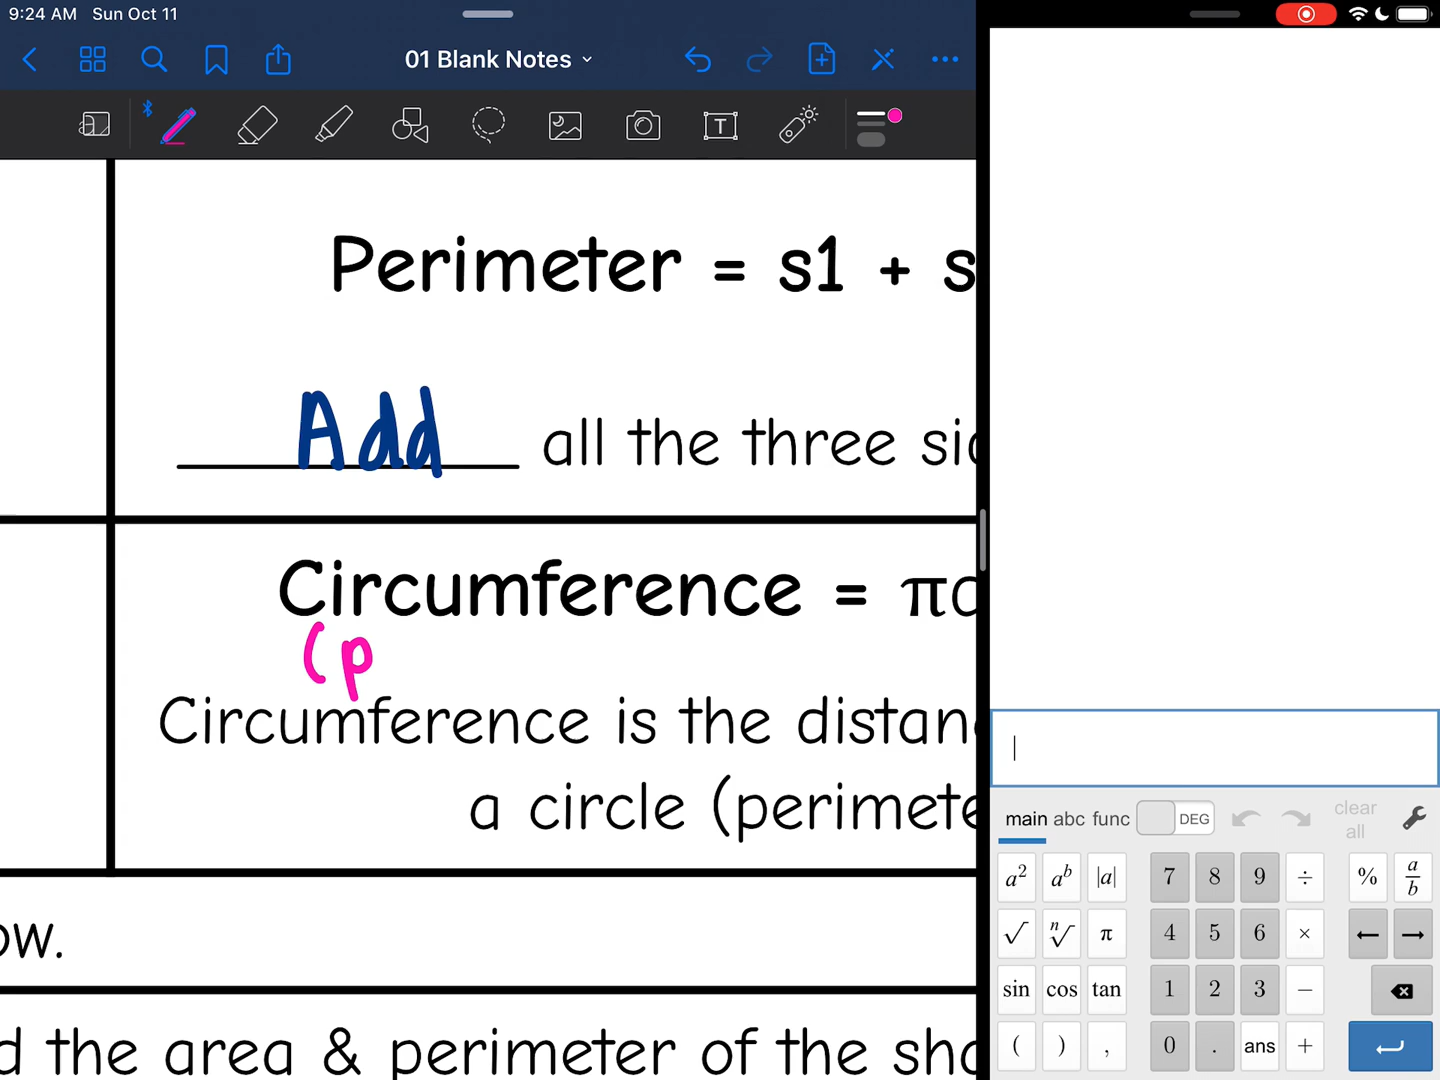 9:24 AM Sun Oct 11
01 Blank Notes
T
Perimeter = s1 + s
Add all the three sid
Circumference = πd
(p
Circumference is the distanc
a circle (perimete
ow.
d the area & perimeter of the sha
main abc func DEG clear all
a² aᵇ |a| 7 8 9 ÷ % a/b
√ ⁿ√ π 4 5 6 × ← →
sin cos tan 1 2 3 −
( ) , 0 . ans +